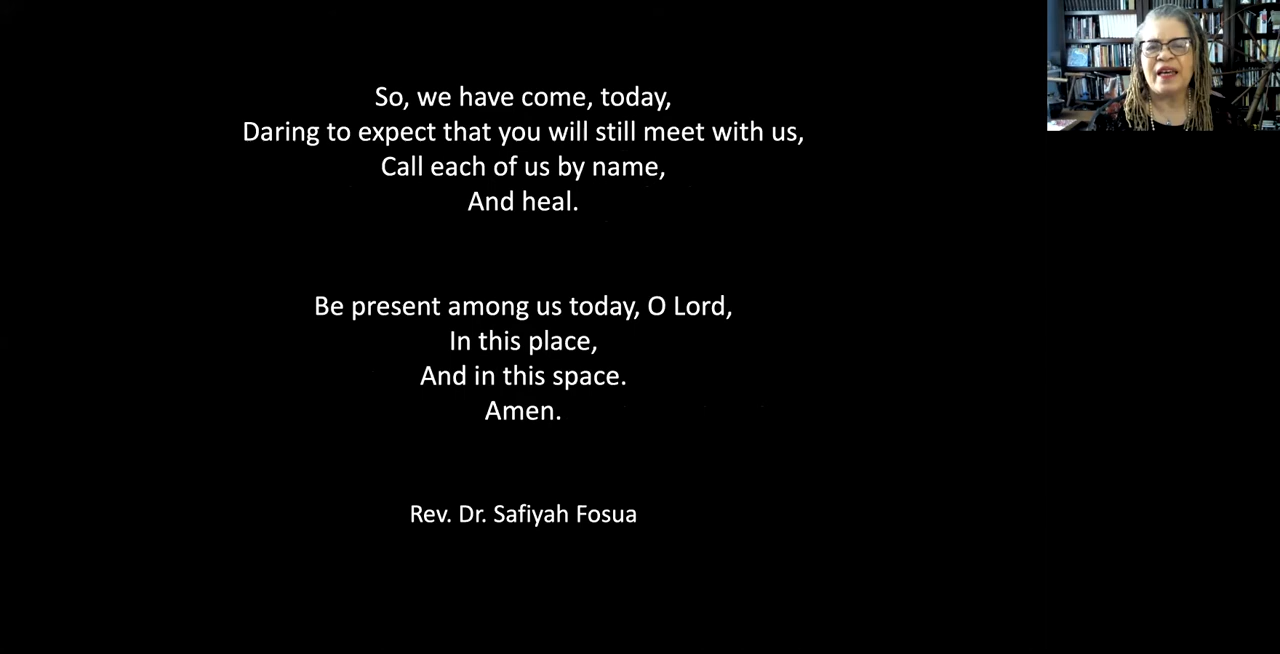 So, we have come, today,
Daring to expect that you will still meet with us,
Call each of us by name,
And heal.
Be present among us today, O Lord,
In this place,
And in this space.
Amen.
Rev. Dr. Safiyah Fosua